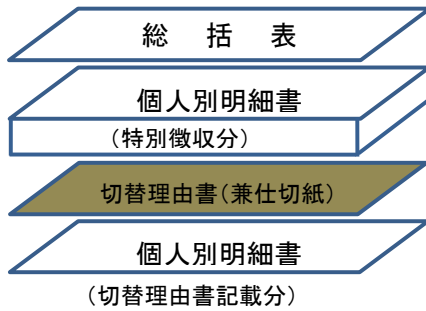 総 括 表
個人別明細書
(特別徴収分)
切替理由書(兼仕切紙)
個人別明細書
(切替理由書記載分)